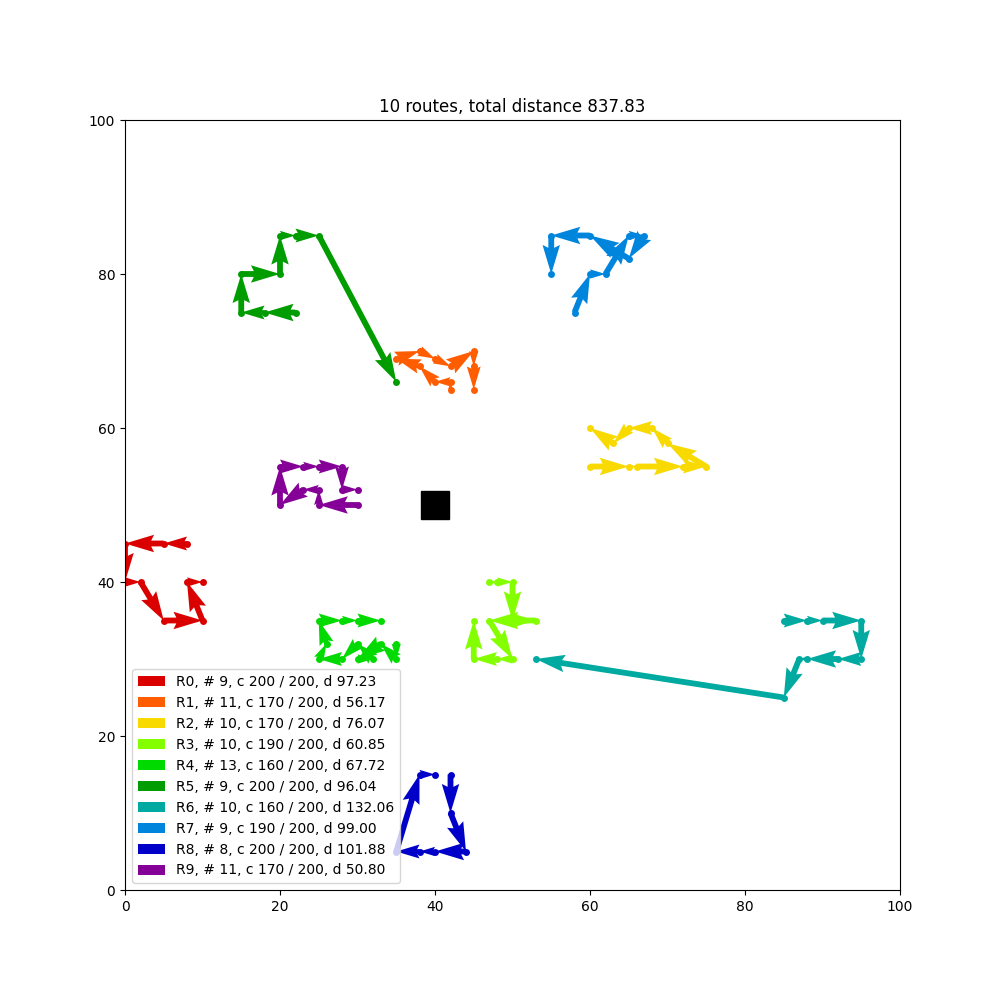 10 routes, total distance 837.83
100
80
60
40
20
0
R0, # 9, c 200 / 200, d 97.23
R1, # 11, c 170 / 200, d 56.17
R2, # 10, c 170 / 200, d 76.07
R3, # 10, c 190 / 200, d 60.85
R4, # 13, c 160 / 200, d 67.72
R5, # 9, c 200 / 200, d 96.04
R6, # 10, c 160 / 200, d 132.06
R7, # 9, c 190 / 200, d 99.00
R8, # 8, c 200 / 200, d 101.88
R9, # 11, c 170 / 200, d 50.80
0 20 40 60 80 100